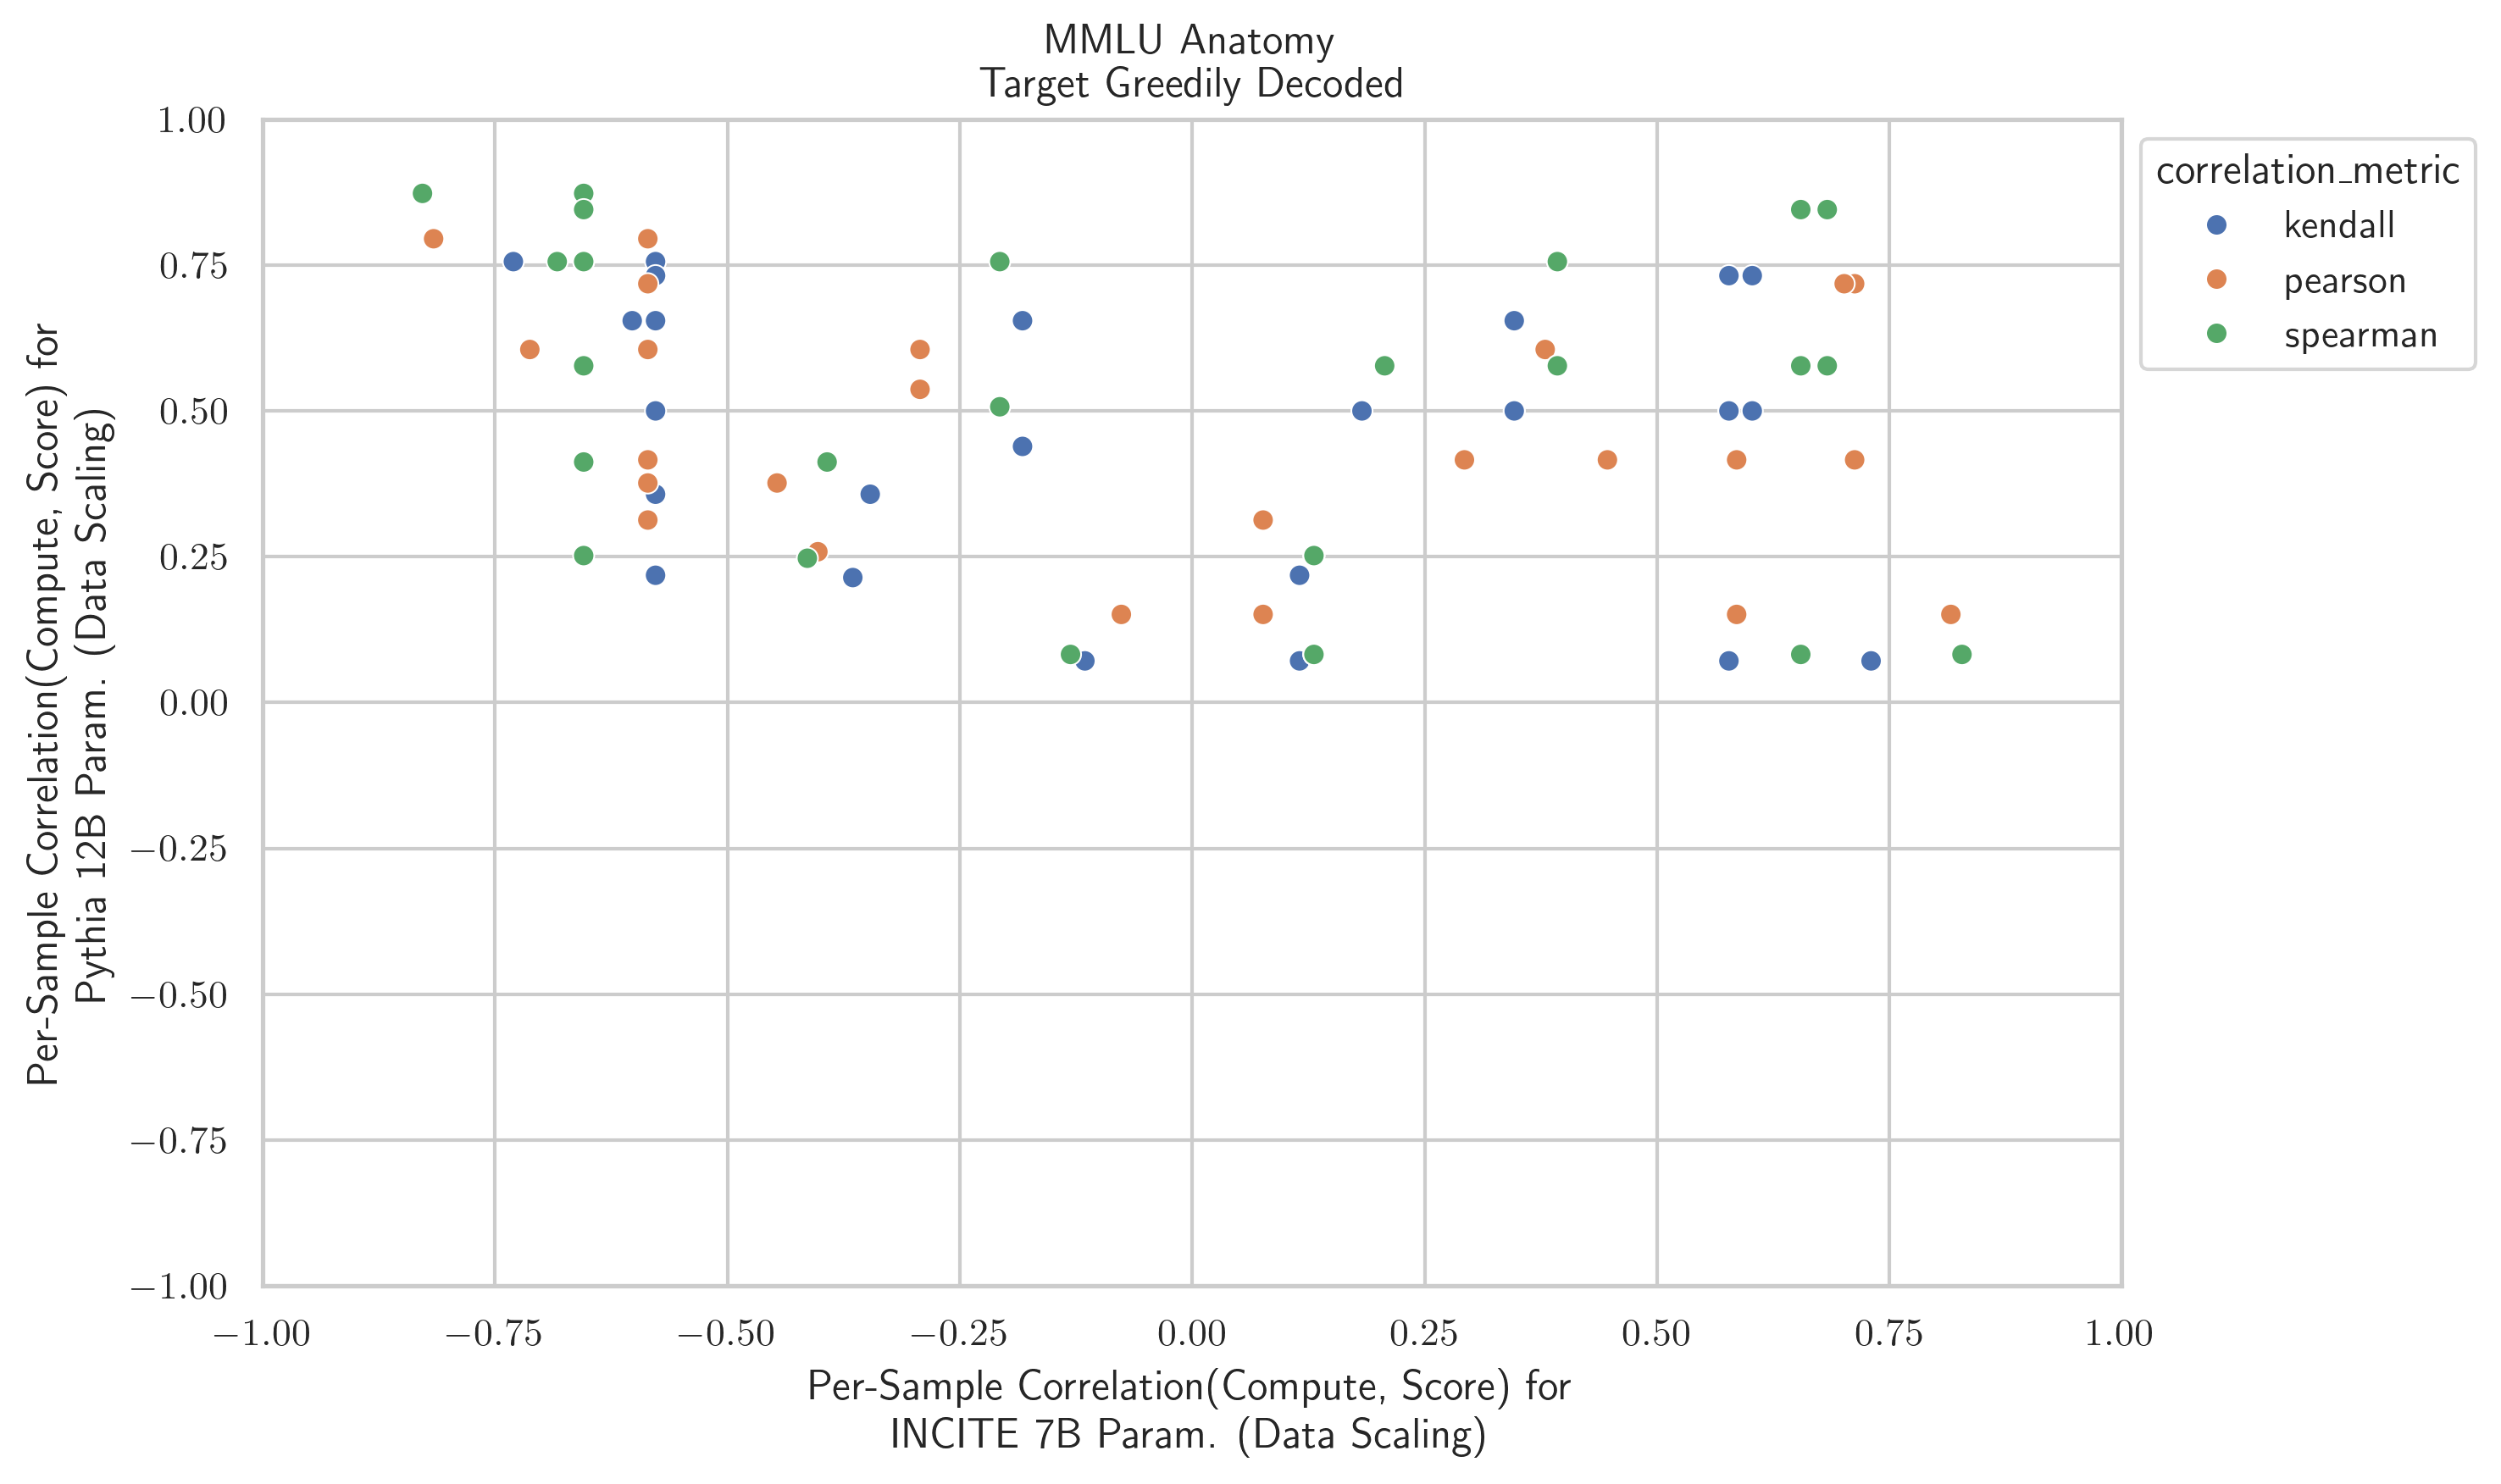 MMLU Anatomy
Target Greedily Decoded
Per-Sample Correlation(Compute, Score) for
Pythia 12B Param. (Data Scaling)
1.00
0.75
0.50
0.25
0.00
−0.25
−0.50
−0.75
−1.00
−1.00 −0.75 −0.50 −0.25 0.00 0.25 0.50 0.75 1.00
Per-Sample Correlation(Compute, Score) for
INCITE 7B Param. (Data Scaling)
correlation_metric
kendall
pearson
spearman